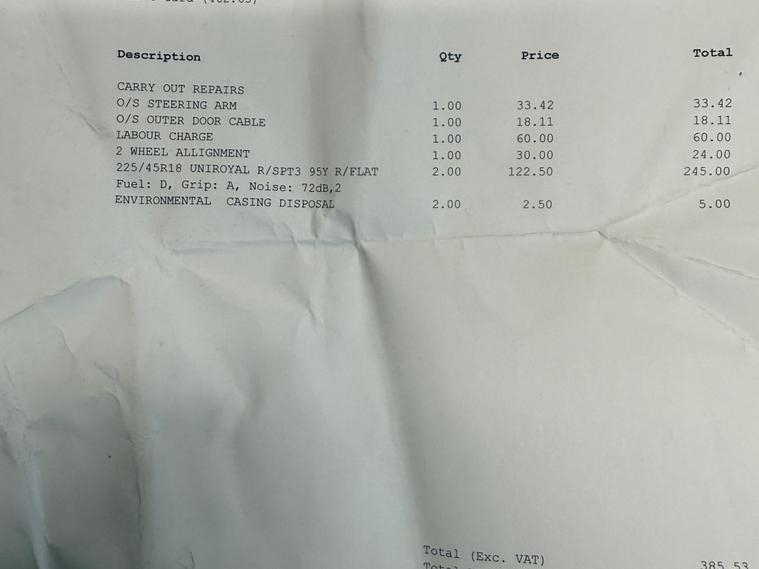 Description Qty Price Total
CARRY OUT REPAIRS
O/S STEERING ARM 1.00 33.42 33.42
O/S OUTER DOOR CABLE 1.00 18.11 18.11
LABOUR CHARGE 1.00 60.00 60.00
2 WHEEL ALLIGNMENT 1.00 30.00 24.00
225/45R18 UNIROYAL R/SPT3 95Y R/FLAT 2.00 122.50 245.00
Fuel: D, Grip: A, Noise: 72dB,2
ENVIRONMENTAL CASING DISPOSAL 2.00 2.50 5.00
Total (Exc. VAT) 385.53